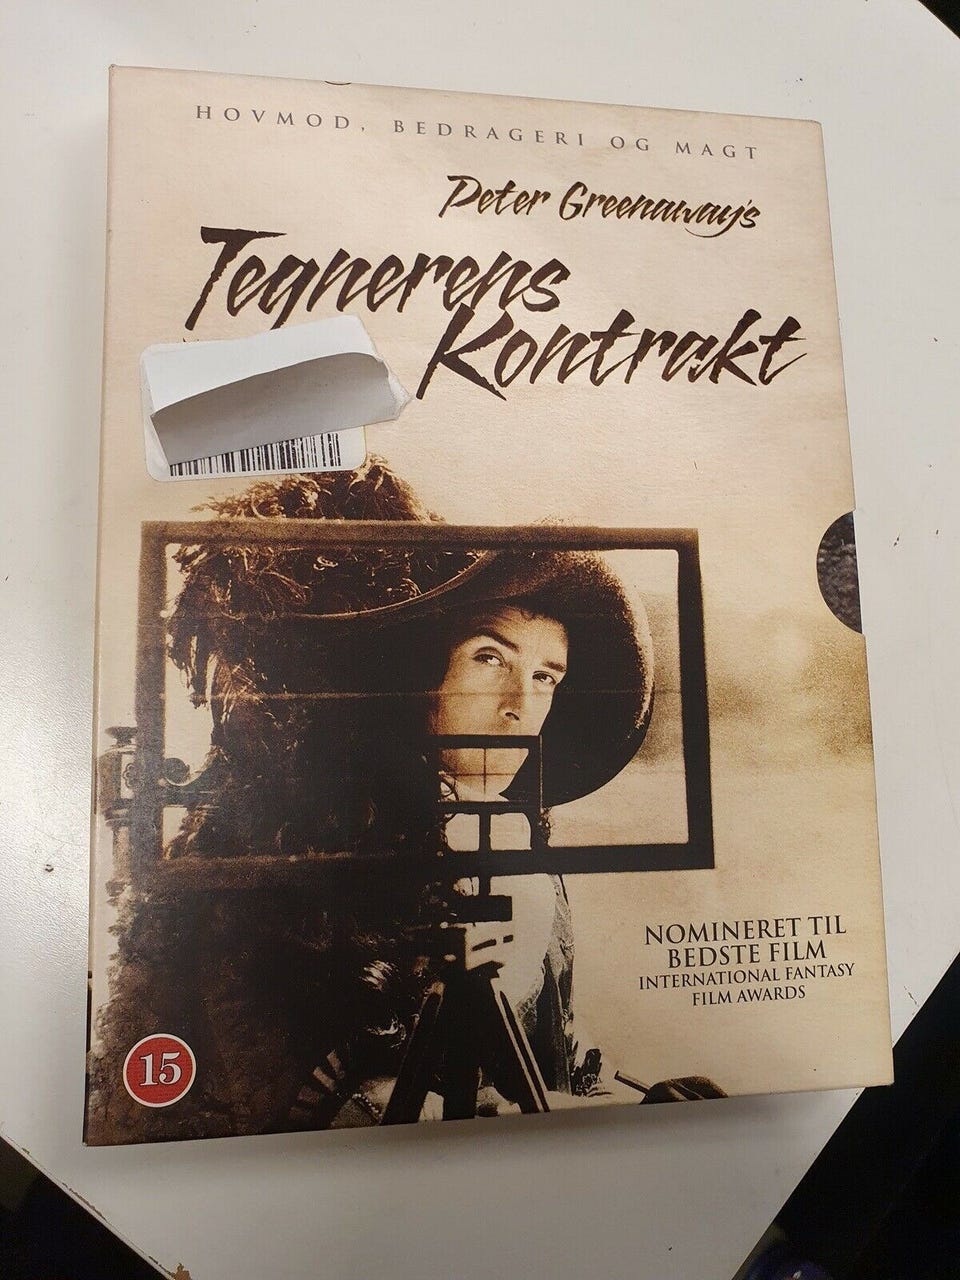 HOVMOD, BEDRAGERI OG MAGT
Peter Greenaway's
Tegnerens
Kontrakt
NOMINERET TIL
BEDSTE FILM
INTERNATIONAL FANTASY
FILM AWARDS
15